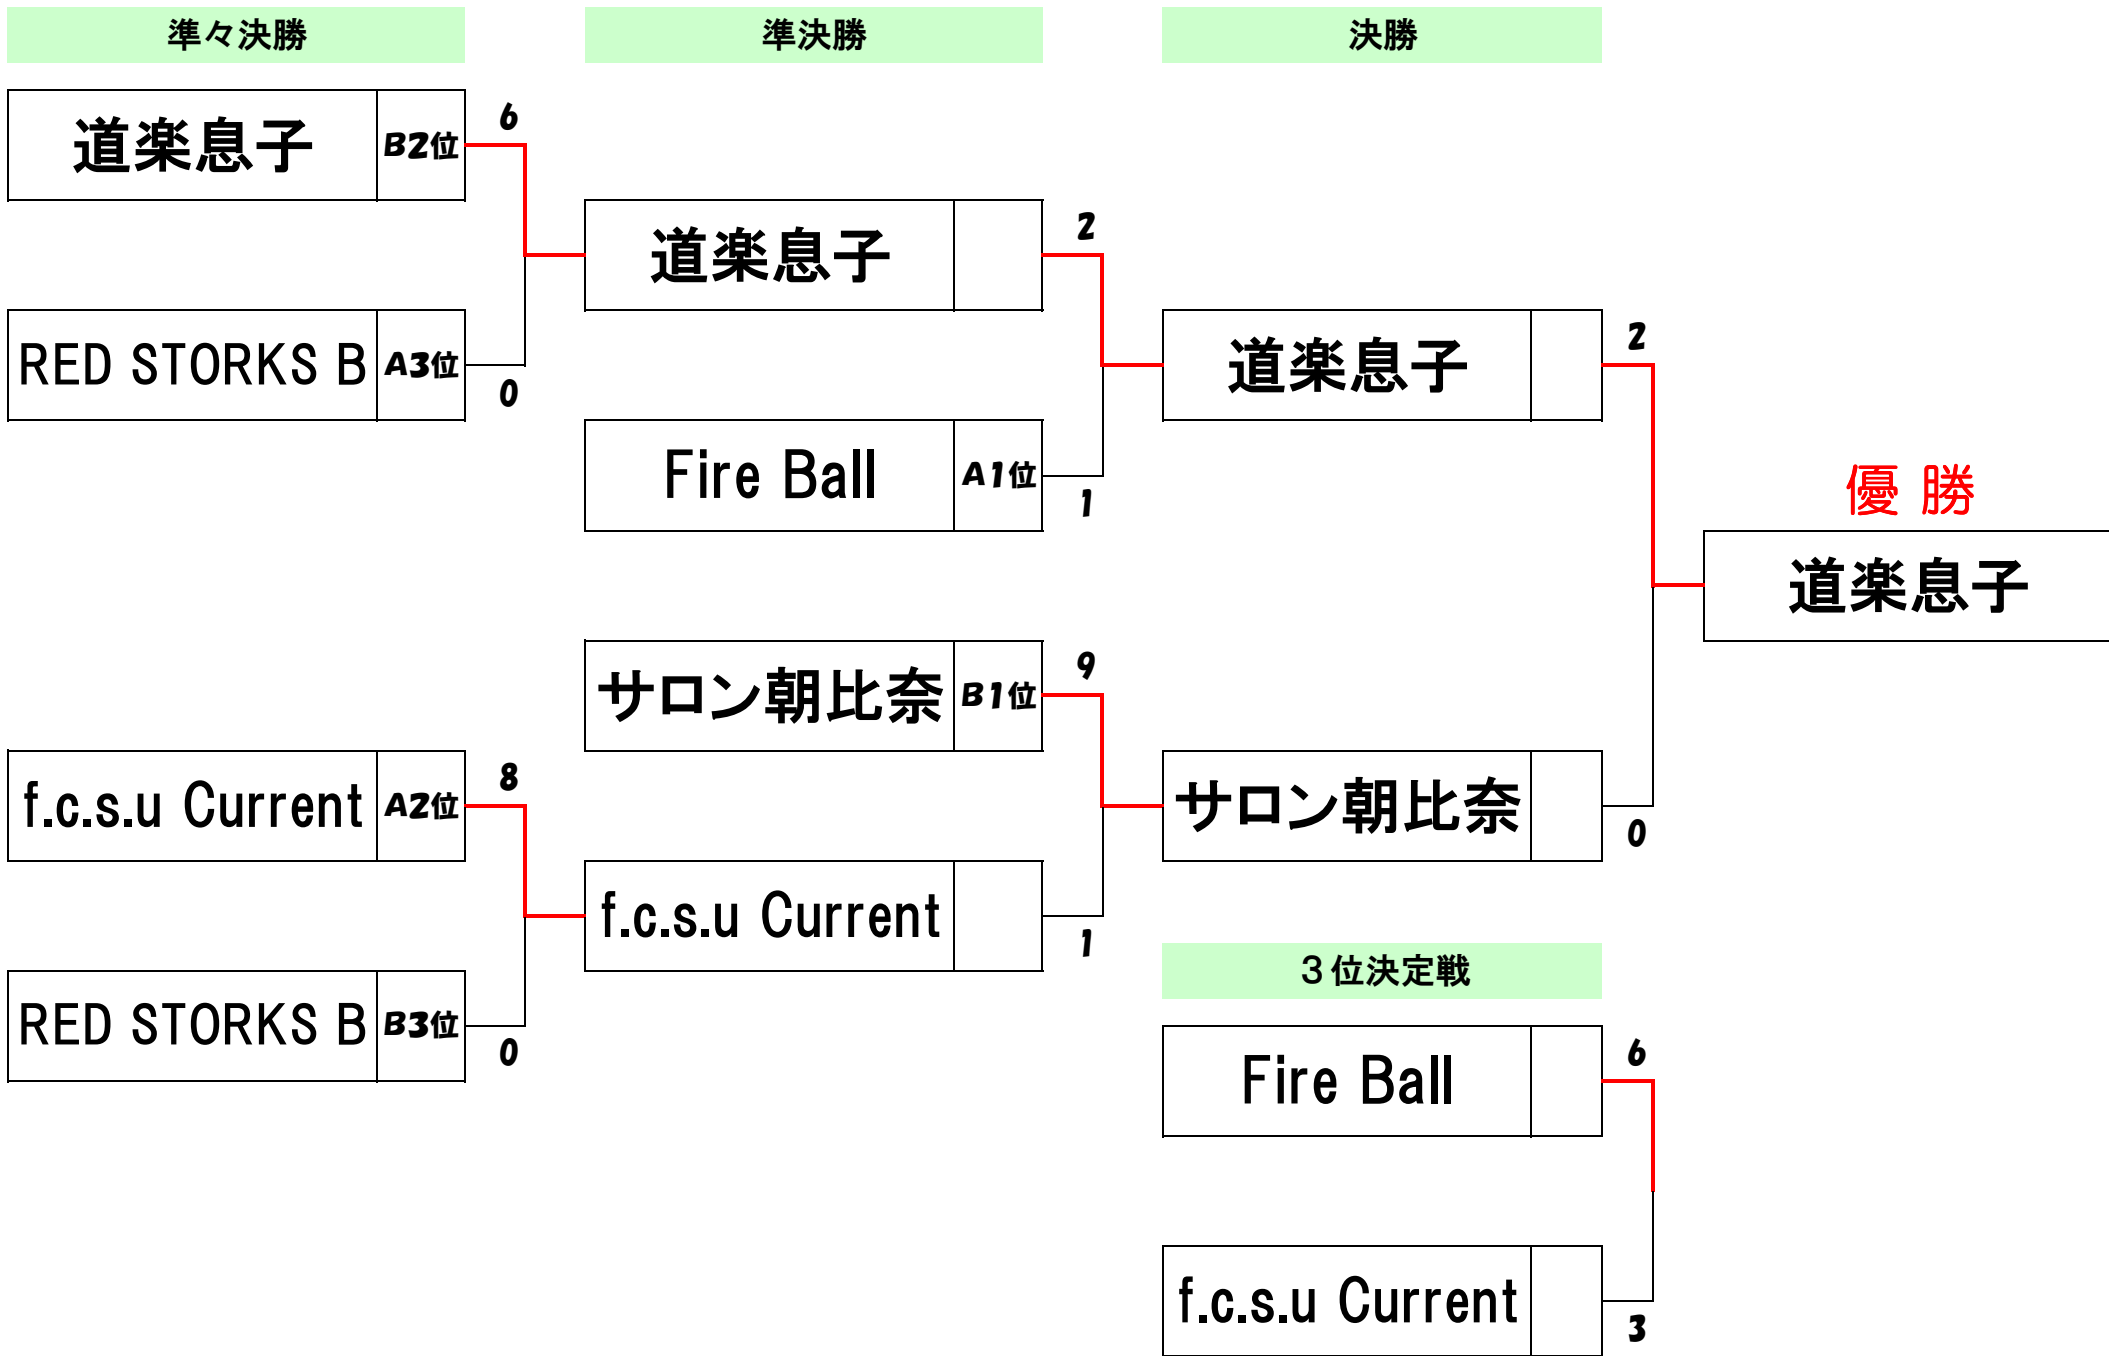 準々決勝
準決勝
決勝
道楽息子 B2位
6
RED STORKS B A3位
0
道楽息子
2
Fire Ball A1位
1
道楽息子
2
優 勝
道楽息子
サロン朝比奈 B1位
9
f.c.s.u Current A2位
8
RED STORKS B B3位
0
f.c.s.u Current
1
サロン朝比奈
0
3位決定戦
Fire Ball
6
f.c.s.u Current
3